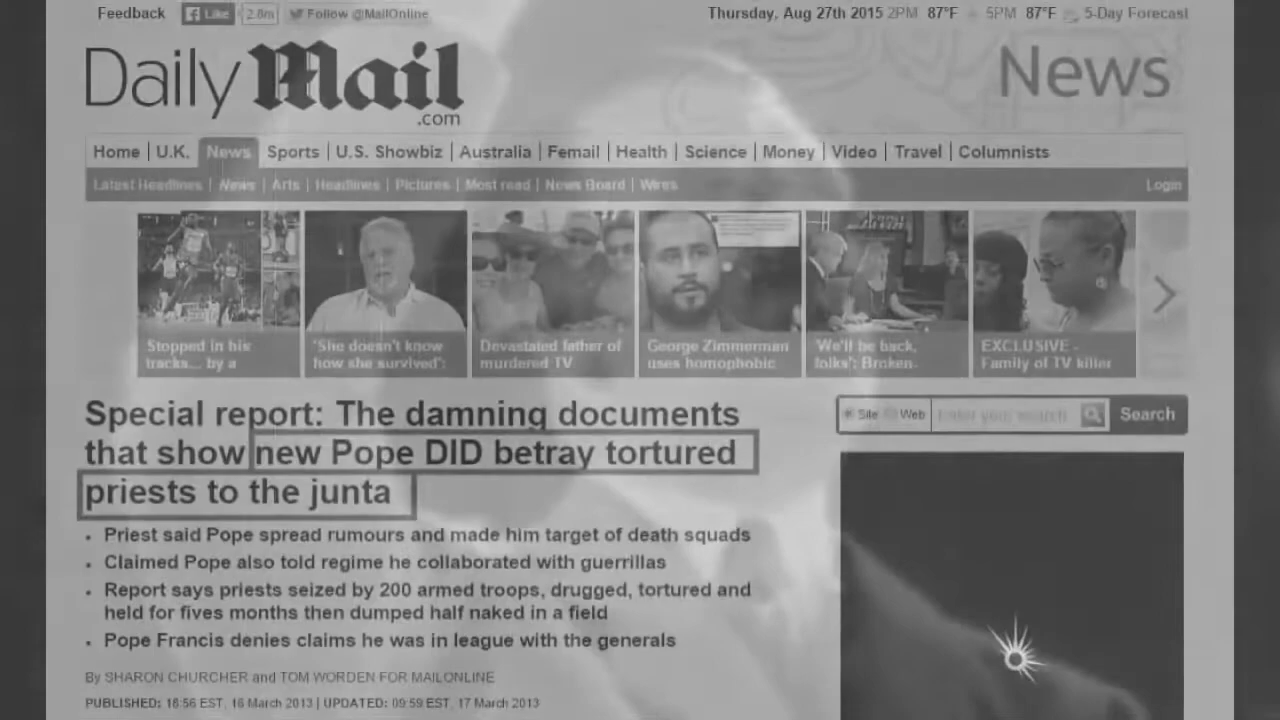 Feedback Like 2.6m Follow @MailOnline Thursday, Aug 27th 2015 2PM 87°F 5PM 87°F 5-Day Forecast
Daily Mail News
.com
Home U.K. News Sports U.S. Showbiz Australia Femail Health Science Money Video Travel Columnists
Latest Headlines News Arts Headlines Pictures Most read News Board Wires Login
Stopped in his 'She doesn't know Devastated father of George Zimmerman 'We'll be back, EXCLUSIVE -
tracks... by a how she survived': murdered TV uses homophobic folks': Broken- Family of TV killer
Special report: The damning documents
that show new Pope DID betray tortured
priests to the junta
Site Web Enter your search Search
• Priest said Pope spread rumours and made him target of death squads
• Claimed Pope also told regime he collaborated with guerrillas
• Report says priests seized by 200 armed troops, drugged, tortured and
held for fives months then dumped half naked in a field
• Pope Francis denies claims he was in league with the generals
By SHARON CHURCHER and TOM WORDEN FOR MAILONLINE
PUBLISHED: 18:56 EST, 16 March 2013 | UPDATED: 09:59 EST, 17 March 2013